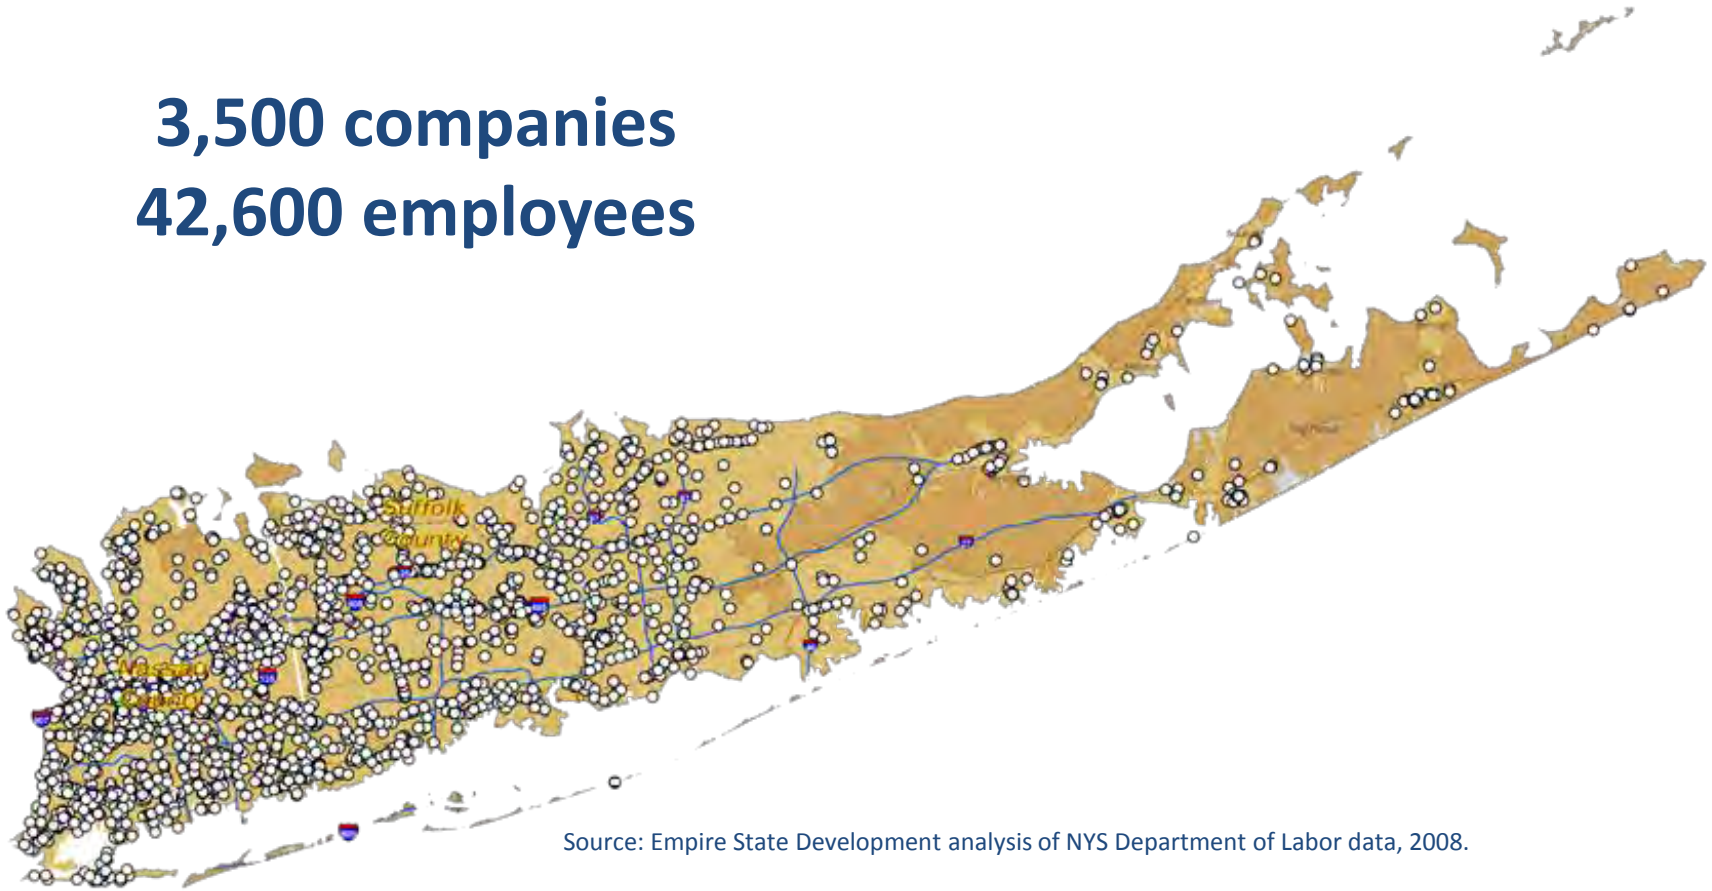 3,500 companies
42,600 employees
Suffolk
County
Nassau
County
Source: Empire State Development analysis of NYS Department of Labor data, 2008.